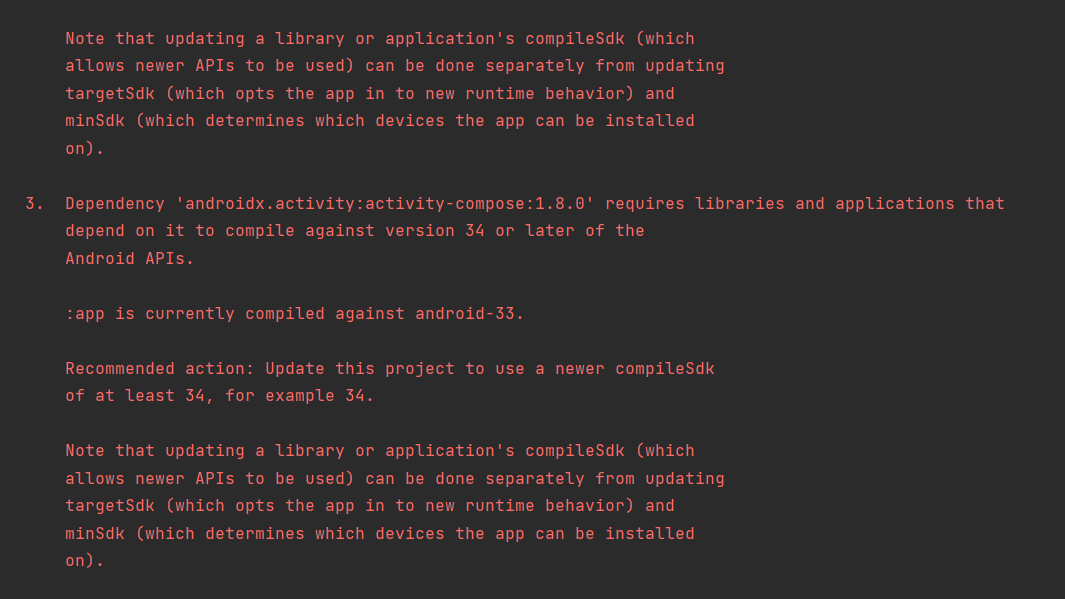 Note that updating a library or application's compileSdk (which
allows newer APIs to be used) can be done separately from updating
targetSdk (which opts the app in to new runtime behavior) and
minSdk (which determines which devices the app can be installed
on).
3. Dependency 'androidx.activity:activity-compose:1.8.0' requires libraries and applications that
depend on it to compile against version 34 or later of the
Android APIs.
:app is currently compiled against android-33.
Recommended action: Update this project to use a newer compileSdk
of at least 34, for example 34.
Note that updating a library or application's compileSdk (which
allows newer APIs to be used) can be done separately from updating
targetSdk (which opts the app in to new runtime behavior) and
minSdk (which determines which devices the app can be installed
on).